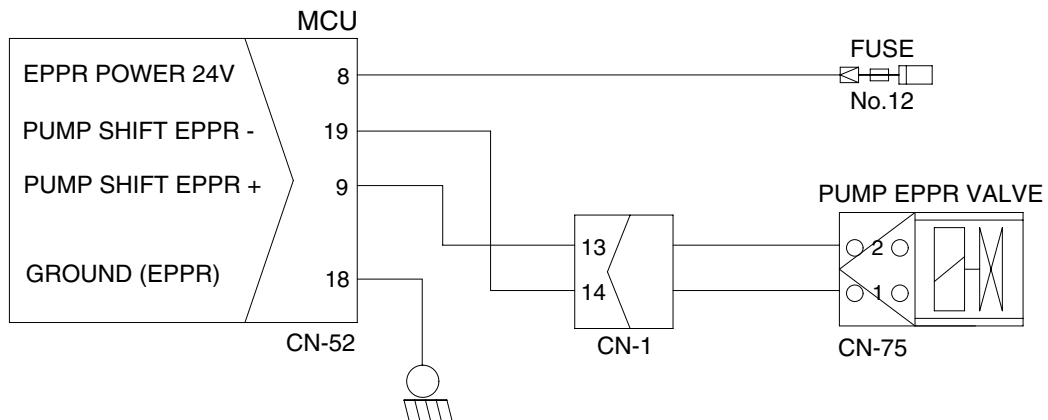 MCU
EPPR POWER 24V
8
FUSE
No.12
PUMP SHIFT EPPR -
19
PUMP SHIFT EPPR +
9
PUMP EPPR VALVE
13
2
GROUND (EPPR)
18
14
1
CN-52
CN-1
CN-75